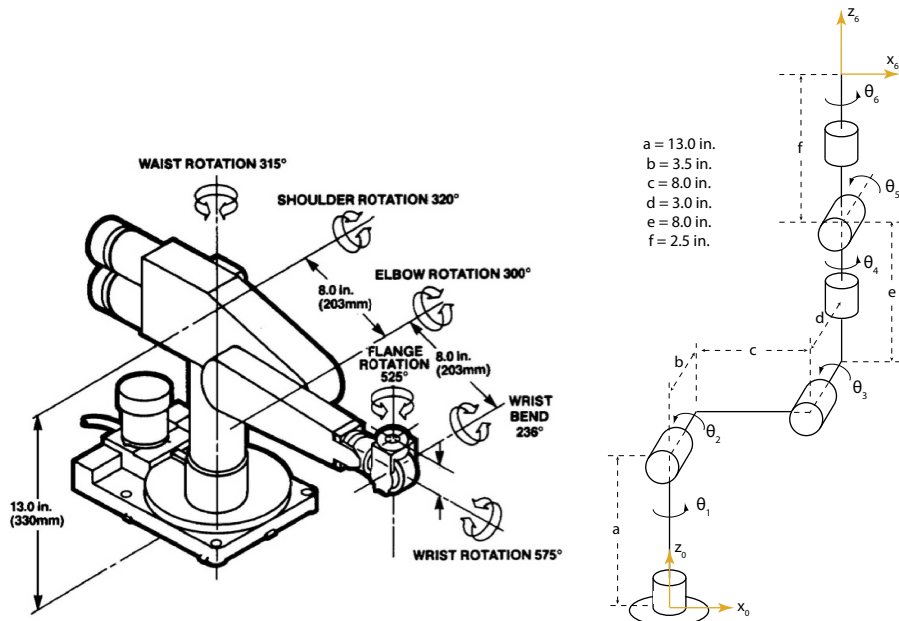 WAIST ROTATION 315°
SHOULDER ROTATION 320°
8.0 in.
(203mm)
ELBOW ROTATION 300°
FLANGE
ROTATION
525°
8.0 in.
(203mm)
WRIST
BEND
236°
13.0 in.
(330mm)
WRIST ROTATION 575°
z6
x6
θ6
f
a = 13.0 in.
b = 3.5 in.
c = 8.0 in.
d = 3.0 in.
e = 8.0 in.
f = 2.5 in.
θ5
θ4
e
d
c
b
θ3
θ2
a
θ1
z0
x0